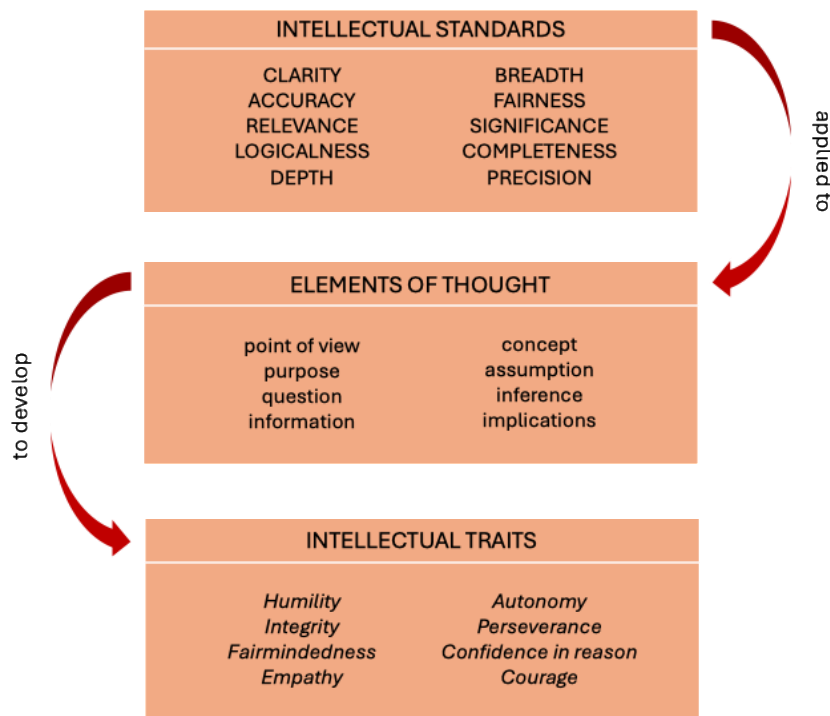 INTELLECTUAL STANDARDS
CLARITY
ACCURACY
RELEVANCE
LOGICALNESS
DEPTH
BREADTH
FAIRNESS
SIGNIFICANCE
COMPLETENESS
PRECISION
applied to
ELEMENTS OF THOUGHT
point of view
purpose
question
information
concept
assumption
inference
implications
to develop
INTELLECTUAL TRAITS
Humility
Integrity
Fairmindedness
Empathy
Autonomy
Perseverance
Confidence in reason
Courage